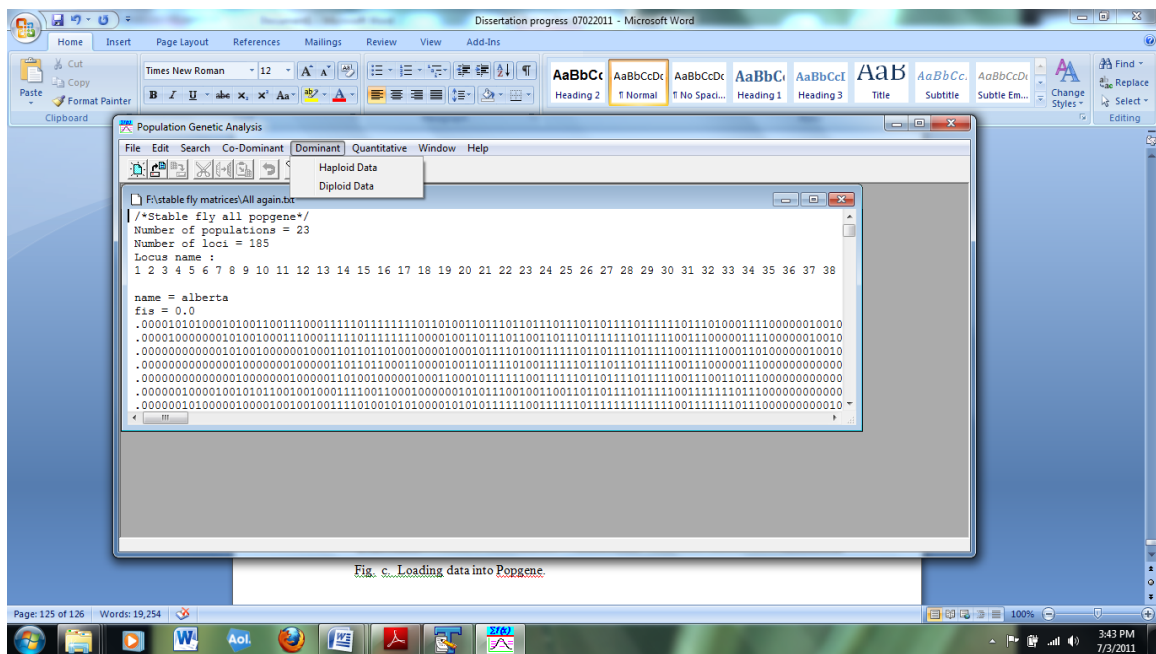 Dissertation progress 07022011 - Microsoft Word
Home Insert Page Layout References Mailings Review View Add-Ins
Paste
Cut
Copy
Format Painter
Clipboard
Times New Roman 12
AaBbCc AaBbCcDc AaBbCcDc AaBbC AaBbCcI AaB AaBbCc. AaBbCcDc
Heading 2 ¶ Normal ¶ No Spaci... Heading 1 Heading 3 Title Subtitle Subtle Em...
Change Styles
Find
Replace
Select
Editing
Population Genetic Analysis
File Edit Search Co-Dominant Dominant Quantitative Window Help
Haploid Data
Diploid Data
F:\stable fly matrices\All again.txt
/*Stable fly all popgene*/
Number of populations = 23
Number of loci = 185
Locus name :
1 2 3 4 5 6 7 8 9 10 11 12 13 14 15 16 17 18 19 20 21 22 23 24 25 26 27 28 29 30 31 32 33 34 35 36 37 38
name = alberta
fis = 0.0
Fig. c. Loading data into Popgene.
Page: 125 of 126 Words: 19,254 100%
Aol.
3:43 PM
7/3/2011